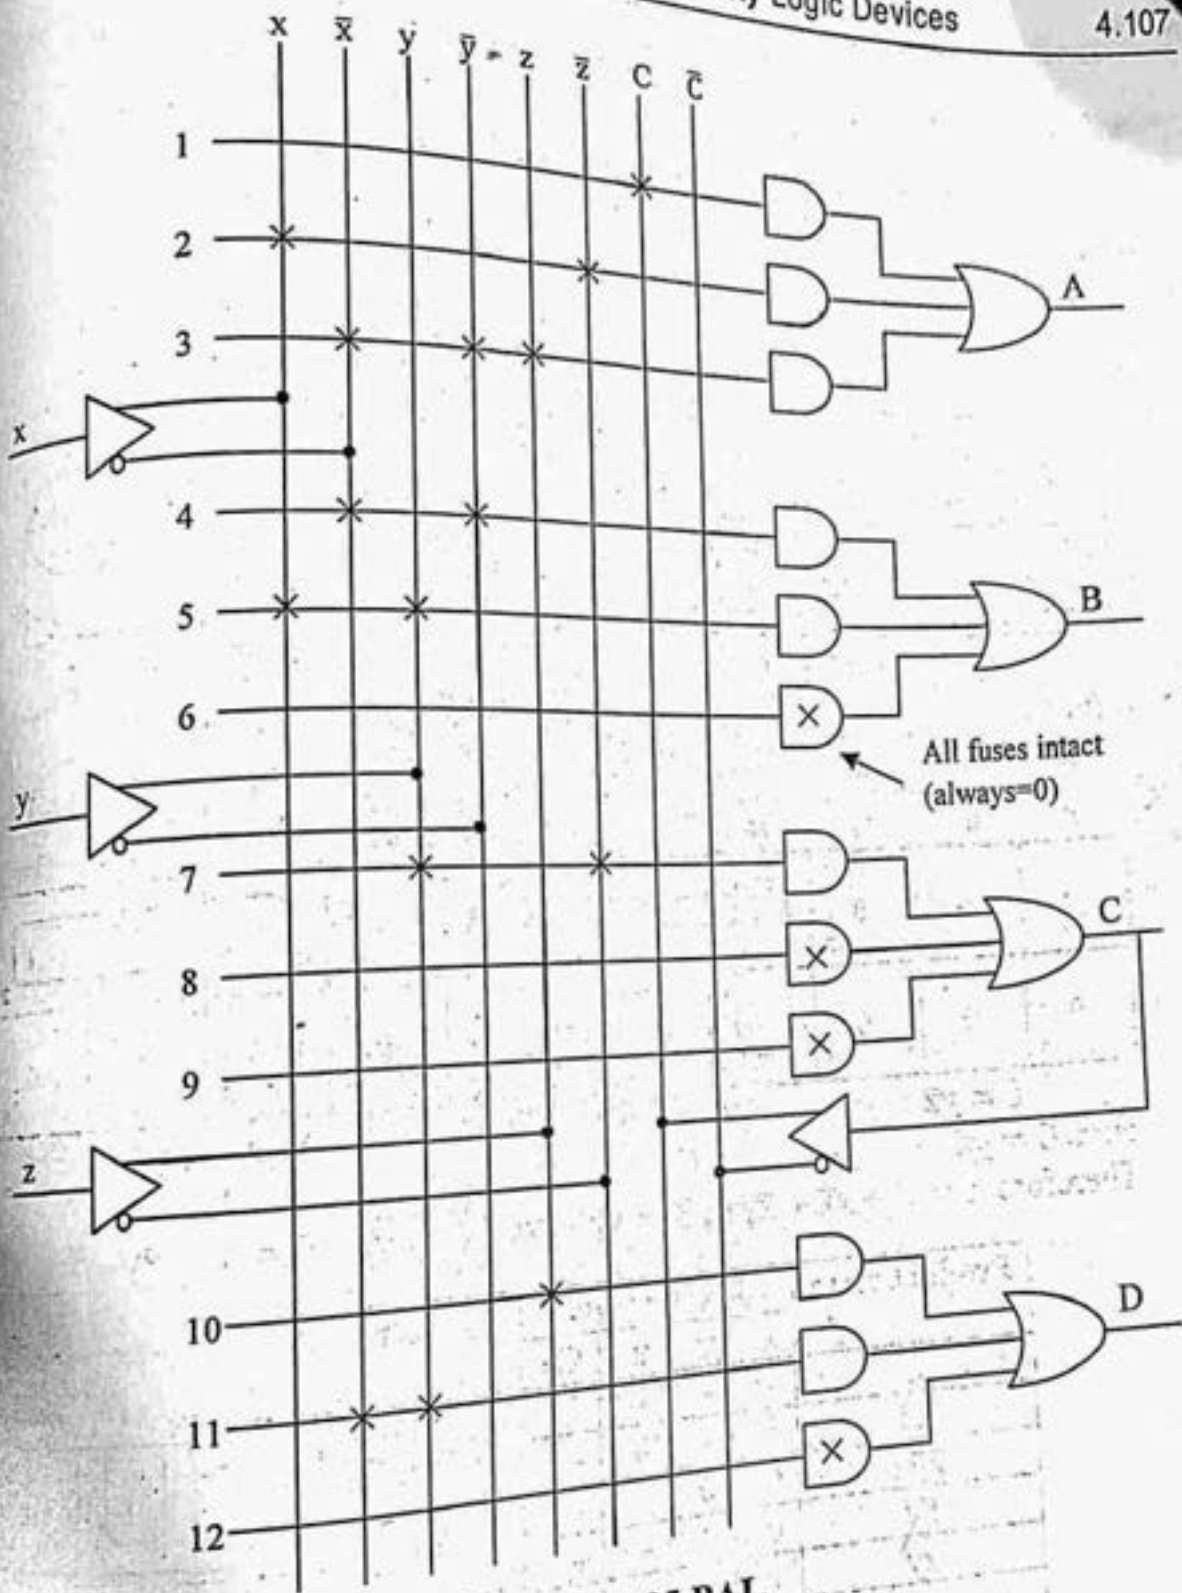 Logic Devices
4.107
x x̄ y ȳ z z̄ C C̄
1
2
A
3
x
4
B
5
6
All fuses intact
(always=0)
y
7
C
8
9
z
10
D
11
12
PAL